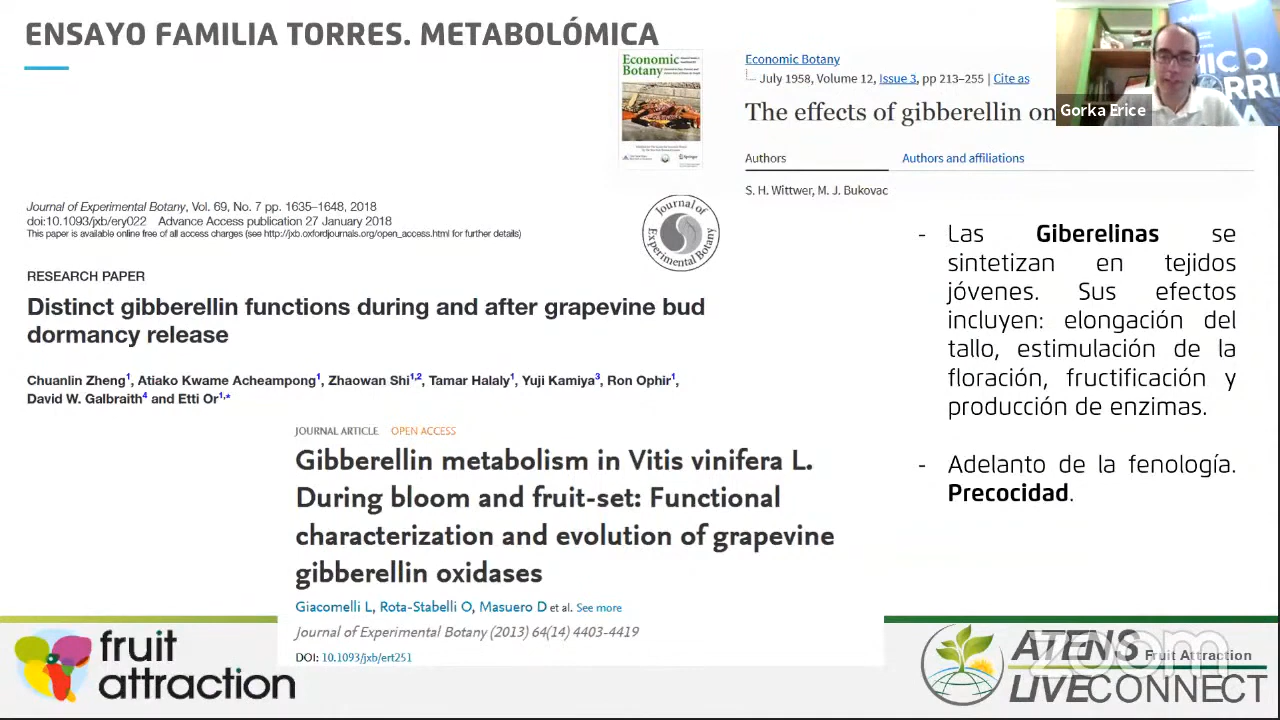 ENSAYO FAMILIA TORRES. METABOLÓMICA
Economic
Botany
Economic Botany
July 1958, Volume 12, Issue 3, pp 213–255 | Cite as
The effects of gibberellin on
Gorka Erice
Authors
Authors and affiliations
S. H. Wittwer, M. J. Bukovac
Journal of Experimental Botany, Vol. 69, No. 7 pp. 1635–1648, 2018
doi:10.1093/jxb/ery022 Advance Access publication 27 January 2018
This paper is available online free of all access charges (see http://jxb.oxfordjournals.org/open_access.html for further details)
Journal of
Experimental Botany
RESEARCH PAPER
Distinct gibberellin functions during and after grapevine bud
dormancy release
Chuanlin Zheng1, Atiako Kwame Acheampong1, Zhaowan Shi1,2, Tamar Halaly1, Yuji Kamiya3, Ron Ophir1,
David W. Galbraith4 and Etti Or1,*
JOURNAL ARTICLE OPEN ACCESS
Gibberellin metabolism in Vitis vinifera L.
During bloom and fruit-set: Functional
characterization and evolution of grapevine
gibberellin oxidases
Giacomelli L, Rota-Stabelli O, Masuero D et al. See more
Journal of Experimental Botany (2013) 64(14) 4403-4419
DOI: 10.1093/jxb/ert251
- Las Giberelinas se
sintetizan en tejidos
jóvenes. Sus efectos
incluyen: elongación del
tallo, estimulación de la
floración, fructificación y
producción de enzimas.
- Adelanto de la fenología.
Precocidad.
fruit
attraction
ATENS
Fruit Attraction
LIVECONNECT
zoom